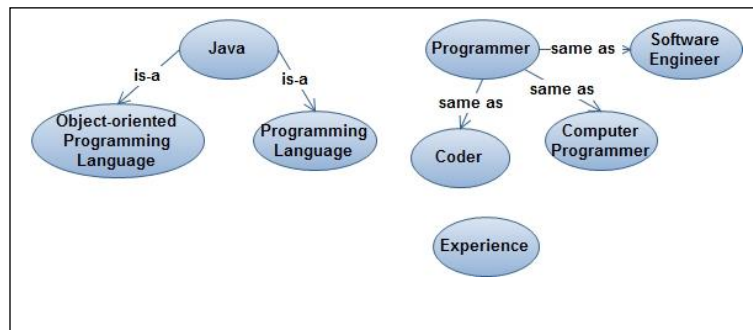 Java
is-a
is-a
Object-oriented
Programming
Language
Programming
Language
Programmer
same as
Software
Engineer
same as
same as
Coder
Computer
Programmer
Experience